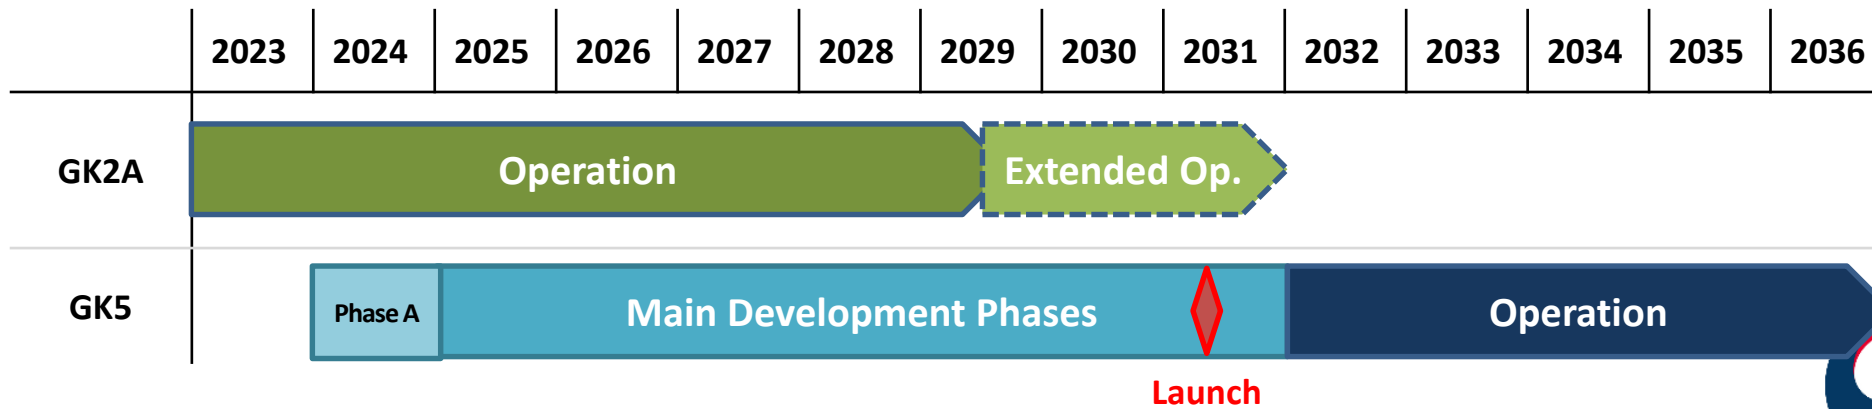 2023 2024 2025 2026 2027 2028 2029 2030 2031 2032 2033 2034 2035 2036
GK2A Operation Extended Op.
GK5 Phase A Main Development Phases Operation
Launch